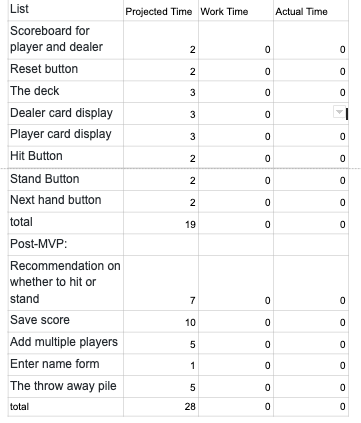 List Projected Time Work Time Actual Time
Scoreboard for
player and dealer 2 0 0
Reset button 2 0 0
The deck 3 0 0
Dealer card display 3 0 0
Player card display 3 0 0
Hit Button 2 0 0
Stand Button 2 0 0
Next hand button 2 0 0
total 19 0 0
Post-MVP:
Recommendation on
whether to hit or
stand 7 0 0
Save score 10 0 0
Add multiple players 5 0 0
Enter name form 1 0 0
The throw away pile 5 0 0
total 28 0 0